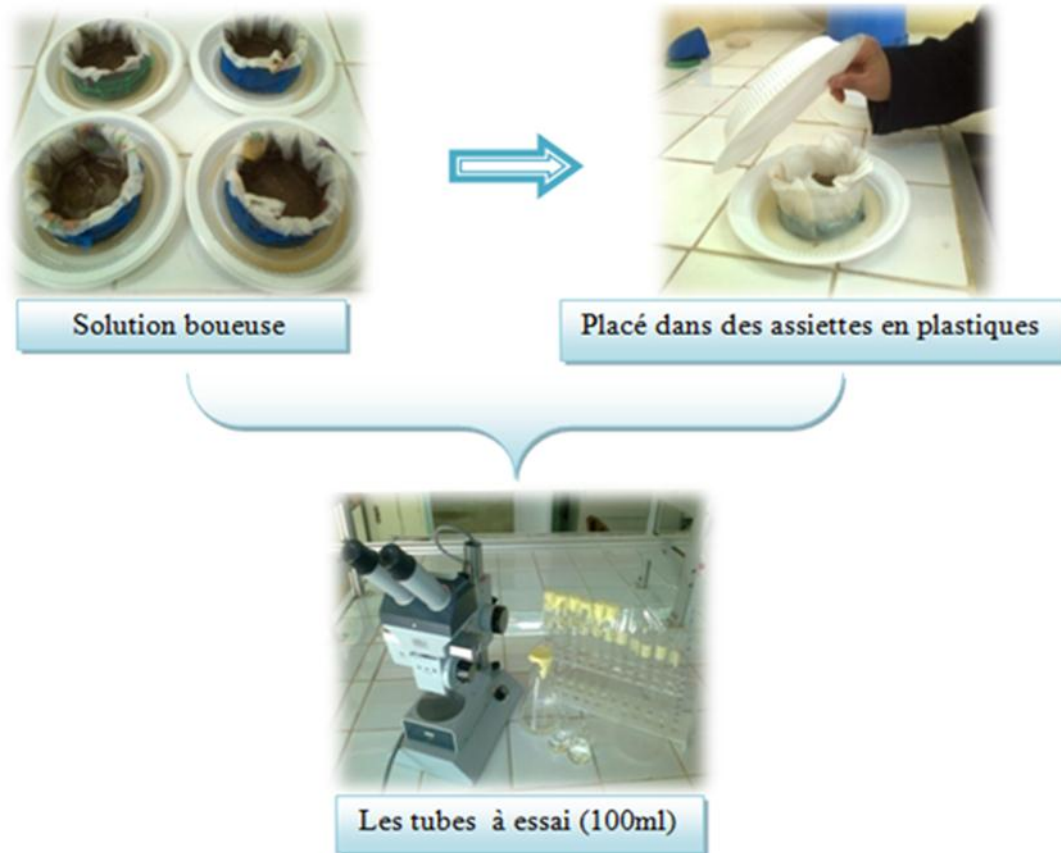 Solution boueuse
Placé dans des assiettes en plastiques
Les tubes à essai (100ml)